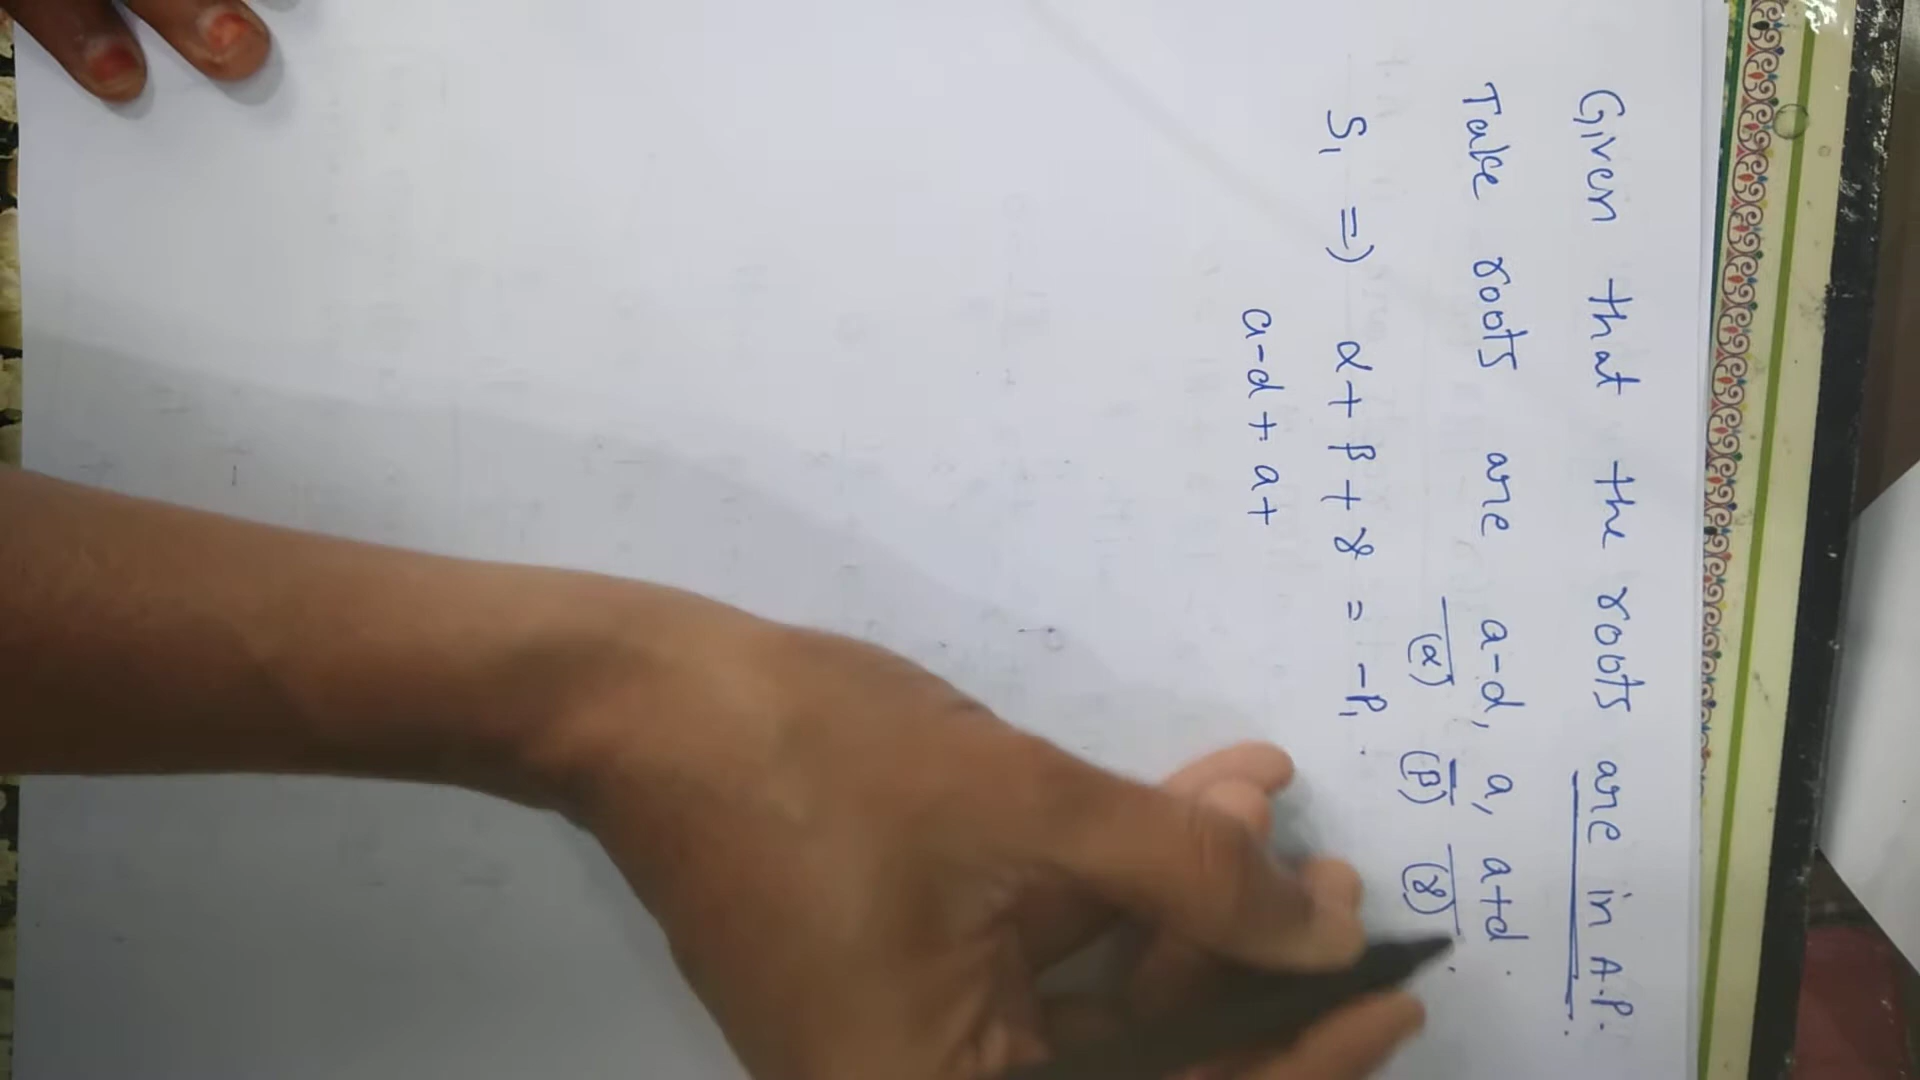 Given that the roots are in A.P.
Take roots are a-d, a, a+d.
(α) (β) (γ)
S₁ ⇒ α+ β + γ = -P₁.
a-d + a+